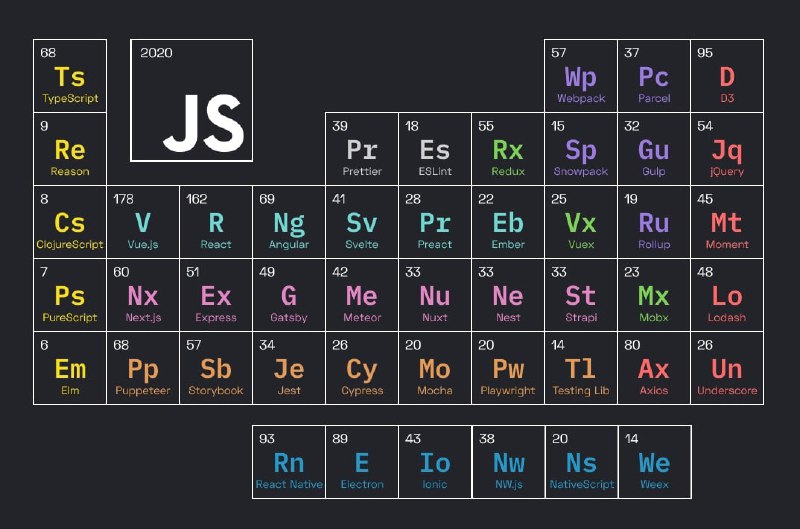 68
Ts
TypeScript
2020
JS
57
Wp
Webpack
37
Pc
Parcel
95
D
D3
9
Re
Reason
39
Pr
Prettier
18
Es
ESLint
55
Rx
Redux
15
Sp
Snowpack
32
Gu
Gulp
54
Jq
jQuery
8
Cs
ClojureScript
178
V
Vue.js
162
R
React
69
Ng
Angular
41
Sv
Svelte
28
Pr
Preact
22
Eb
Ember
25
Vx
Vuex
19
Ru
Rollup
45
Mt
Moment
7
Ps
PureScript
60
Nx
Next.js
51
Ex
Express
49
G
Gatsby
42
Me
Meteor
33
Nu
Nuxt
33
Ne
Nest
33
St
Strapi
23
Mx
Mobx
48
Lo
Lodash
6
Em
Elm
68
Pp
Puppeteer
57
Sb
Storybook
34
Je
Jest
26
Cy
Cypress
20
Mo
Mocha
20
Pw
Playwright
14
Tl
Testing Lib
80
Ax
Axios
26
Un
Underscore
93
Rn
React Native
89
E
Electron
43
Io
Ionic
38
Nw
NW.js
20
Ns
NativeScript
14
We
Weex